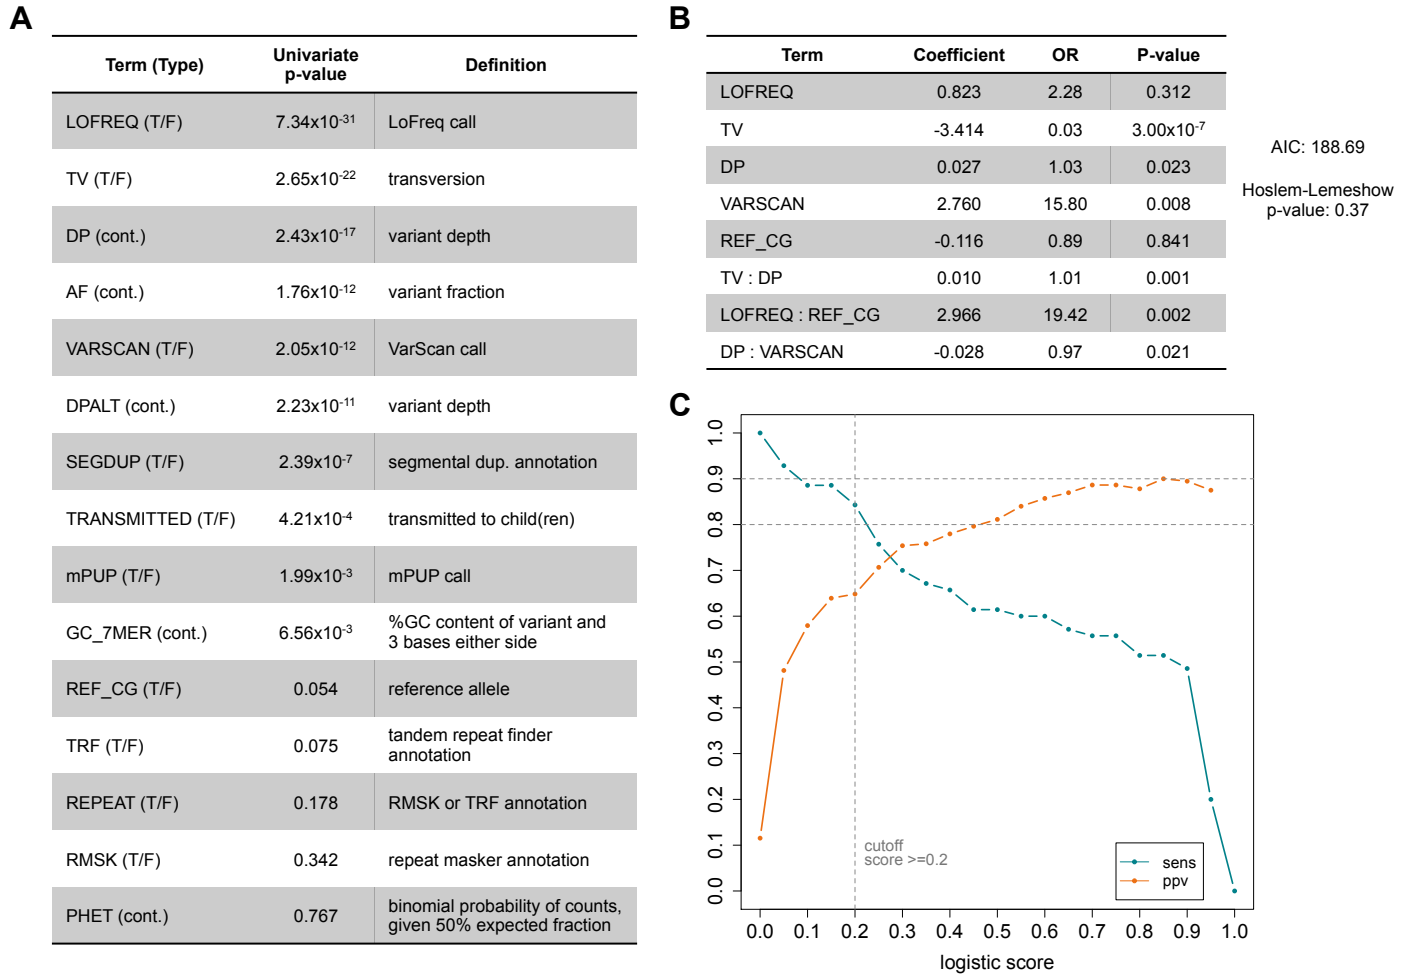 A
Term (Type) Univariate p-value Definition
LOFREQ (T/F) 7.34x10-31 LoFreq call
TV (T/F) 2.65x10-22 transversion
DP (cont.) 2.43x10-17 variant depth
AF (cont.) 1.76x10-12 variant fraction
VARSCAN (T/F) 2.05x10-12 VarScan call
DPALT (cont.) 2.23x10-11 variant depth
SEGDUP (T/F) 2.39x10-7 segmental dup. annotation
TRANSMITTED (T/F) 4.21x10-4 transmitted to child(ren)
mPUP (T/F) 1.99x10-3 mPUP call
GC_7MER (cont.) 6.56x10-3 %GC content of variant and
3 bases either side
REF_CG (T/F) 0.054 reference allele
TRF (T/F) 0.075 tandem repeat finder
annotation
REPEAT (T/F) 0.178 RMSK or TRF annotation
RMSK (T/F) 0.342 repeat masker annotation
PHET (cont.) 0.767 binomial probability of counts,
given 50% expected fraction
B
Term Coefficient OR P-value
LOFREQ 0.823 2.28 0.312
TV -3.414 0.03 3.00x10-7
DP 0.027 1.03 0.023
VARSCAN 2.760 15.80 0.008
REF_CG -0.116 0.89 0.841
TV : DP 0.010 1.01 0.001
LOFREQ : REF_CG 2.966 19.42 0.002
DP : VARSCAN -0.028 0.97 0.021
AIC: 188.69
Hoslem-Lemeshow
p-value: 0.37
C
1.0
0.9
0.8
0.7
0.6
0.5
0.4
0.3
0.2
0.1
0.0
cutoff
score >=0.2
sens
ppv
0.0 0.1 0.2 0.3 0.4 0.5 0.6 0.7 0.8 0.9 1.0
logistic score